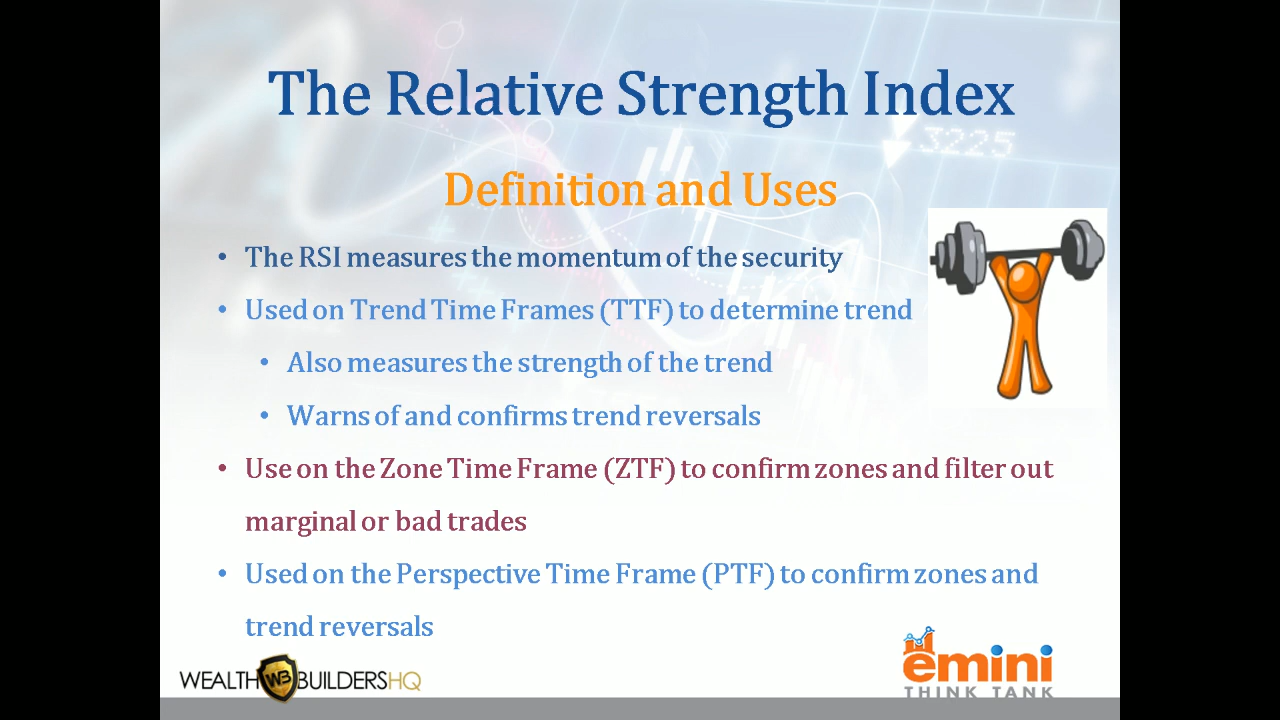 The Relative Strength Index
3225
Definition and Uses
• The RSI measures the momentum of the security
• Used on Trend Time Frames (TTF) to determine trend
• Also measures the strength of the trend
• Warns of and confirms trend reversals
• Use on the Zone Time Frame (ZTF) to confirm zones and filter out
marginal or bad trades
• Used on the Perspective Time Frame (PTF) to confirm zones and
trend reversals
WEALTH WB BUILDERSHQ
emini
THINK TANK